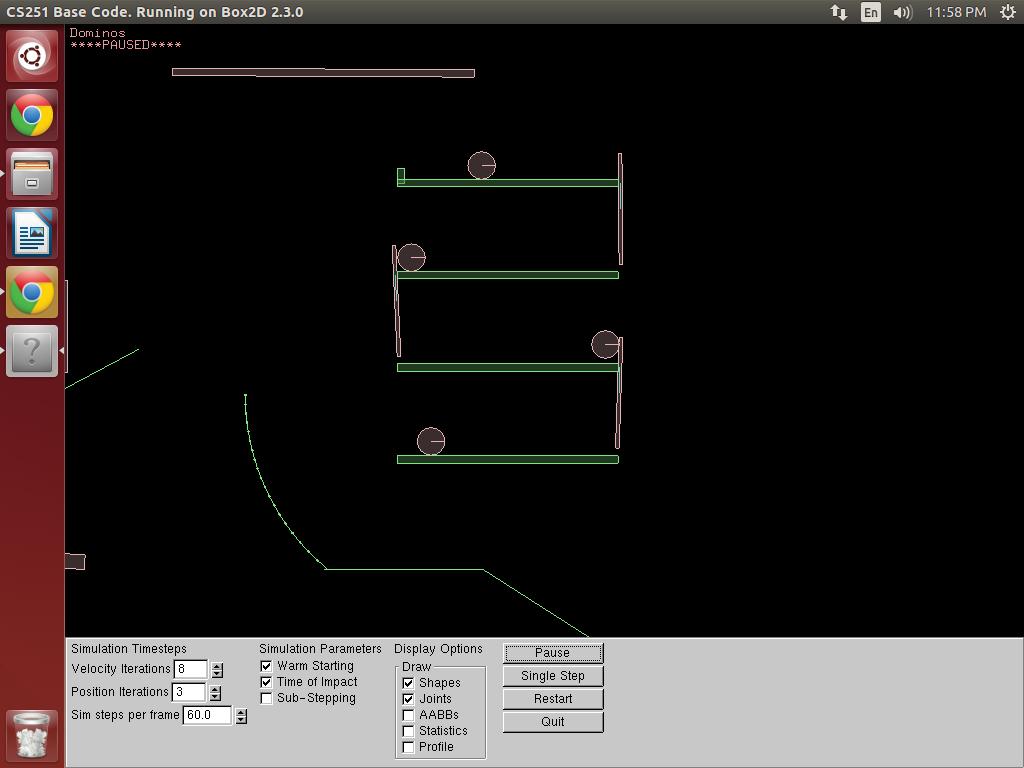 CS251 Base Code. Running on Box2D 2.3.0
En
11:58 PM
Dominos
****PAUSED****
?
Simulation Timesteps
Velocity Iterations 8
Position Iterations 3
Sim steps per frame 60.0
Simulation Parameters
Warm Starting
Time of Impact
Sub-Stepping
Display Options
Draw
Shapes
Joints
AABBs
Statistics
Profile
Pause
Single Step
Restart
Quit